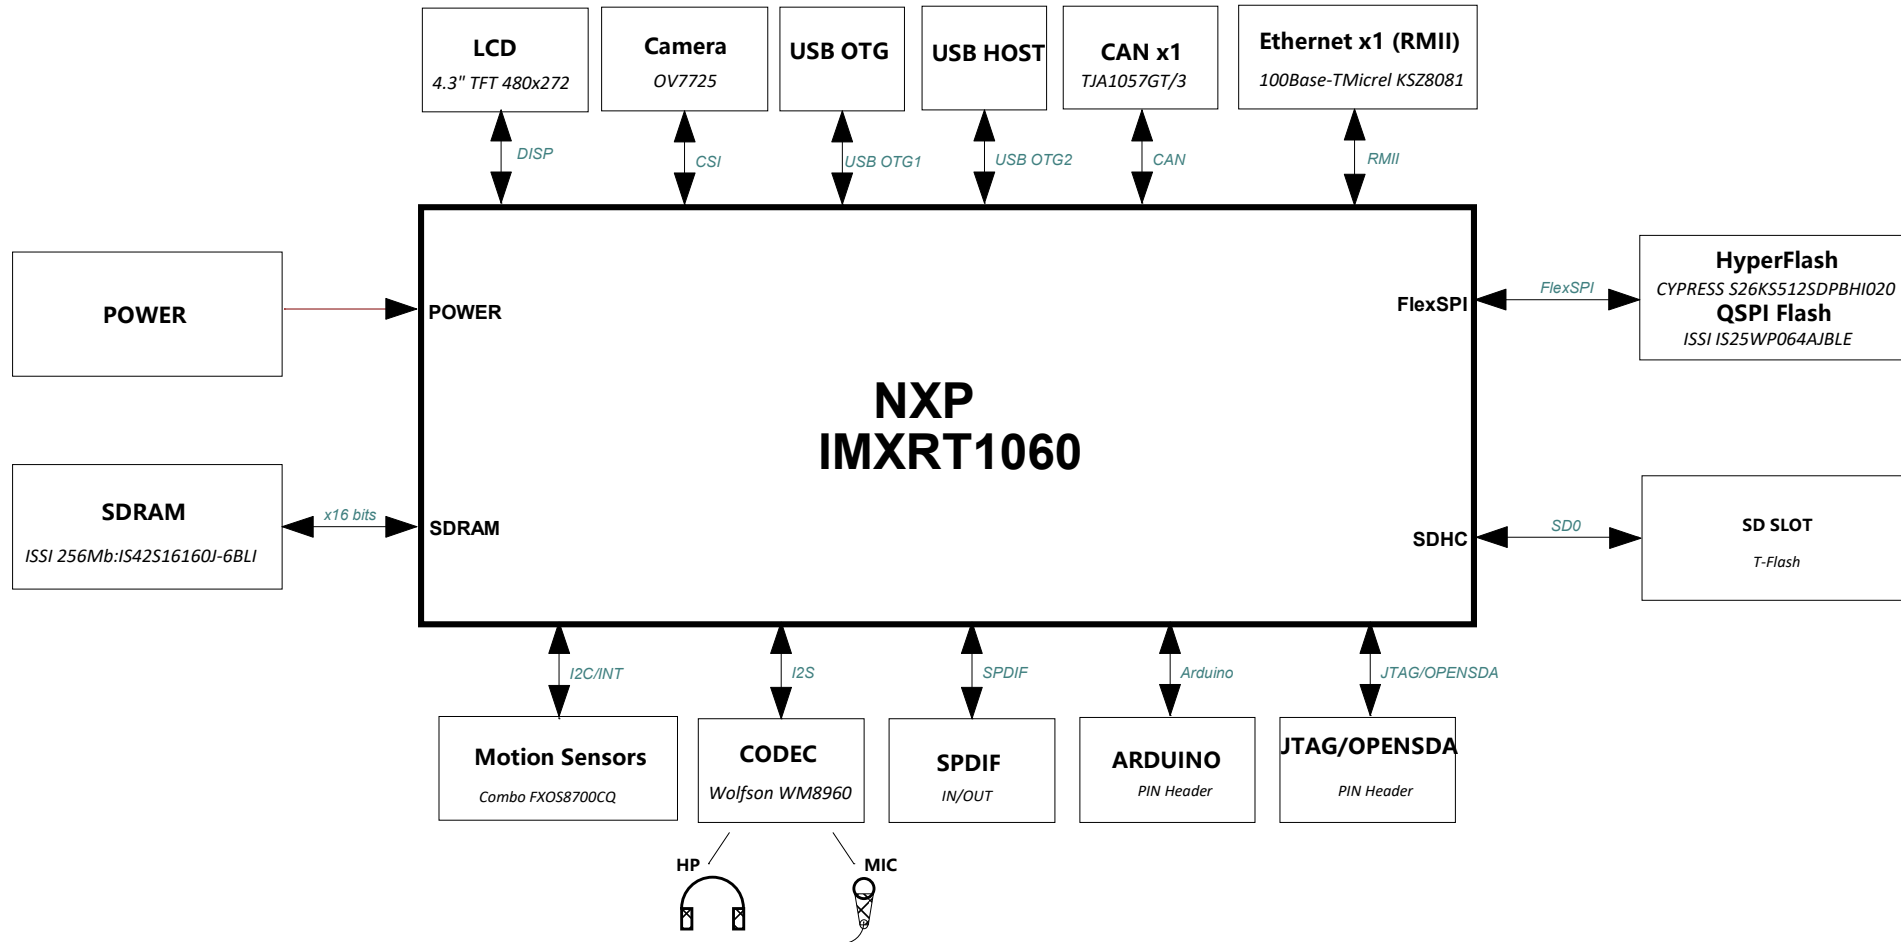 LCD
4.3" TFT 480x272
Camera
OV7725
USB OTG
USB HOST
CAN x1
TJA1057GT/3
Ethernet x1 (RMII)
100Base-TMicrel KSZ8081
DISP
CSI
USB OTG1
USB OTG2
CAN
RMII
POWER
POWER
FlexSPI
FlexSPI
HyperFlash
CYPRESS S26KS512SDPBHI020
QSPI Flash
ISSI IS25WP064AJBLE
NXP
IMXRT1060
SDRAM
ISSI 256Mb:IS42S16160J-6BLI
x16 bits
SDRAM
SDHC
SD0
SD SLOT
T-Flash
I2C/INT
I2S
SPDIF
Arduino
JTAG/OPENSDA
Motion Sensors
Combo FXOS8700CQ
CODEC
Wolfson WM8960
SPDIF
IN/OUT
ARDUINO
PIN Header
JTAG/OPENSDA
PIN Header
HP
MIC